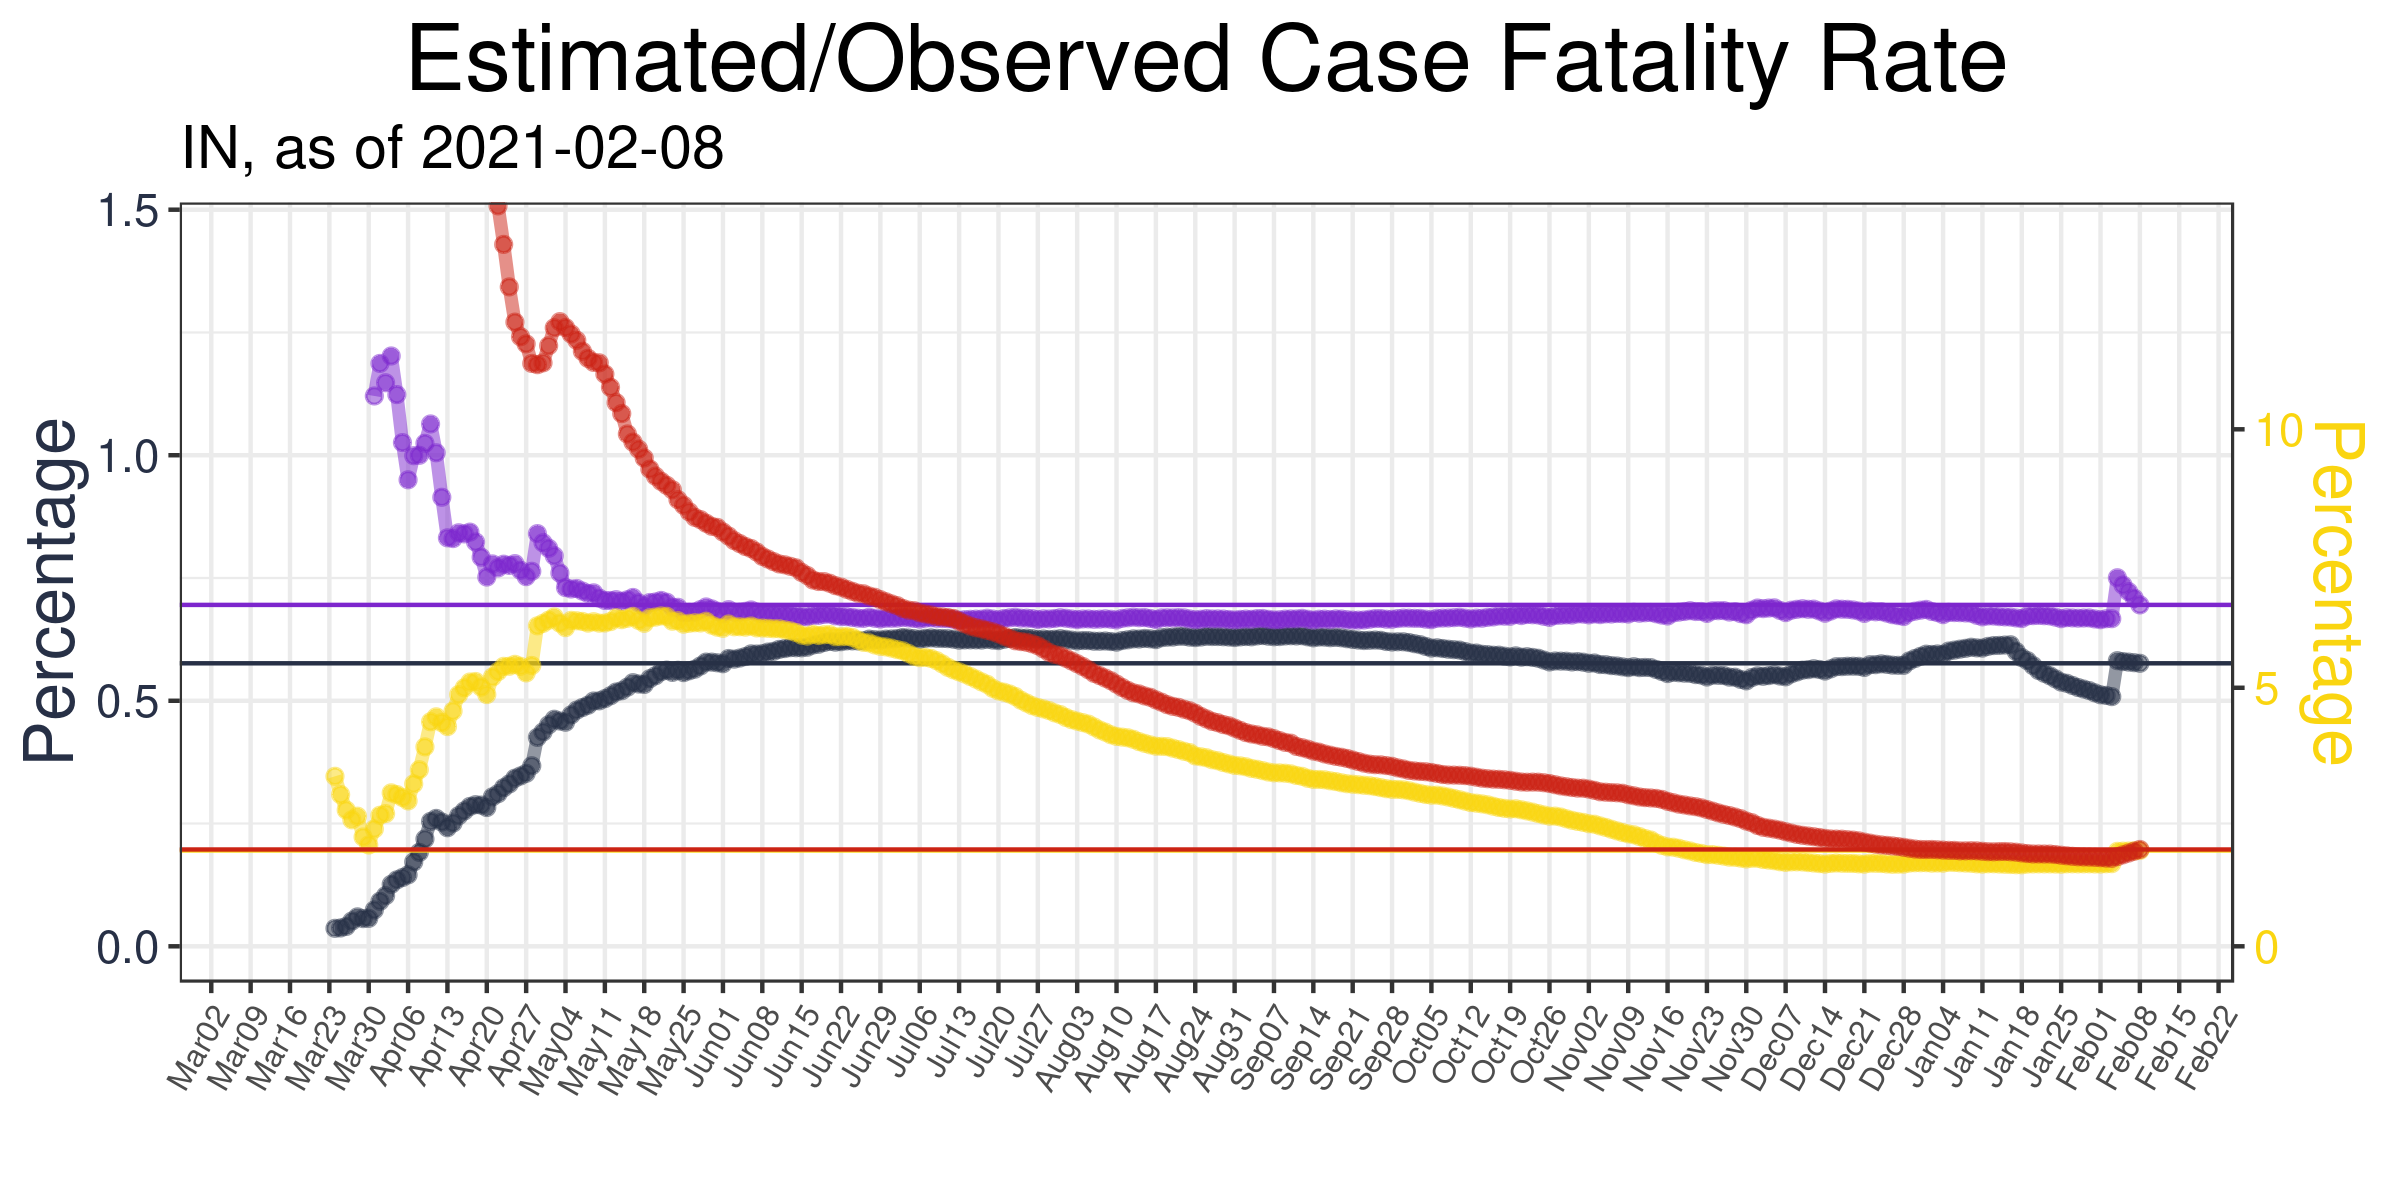 Estimated/Observed Case Fatality Rate
IN, as of 2021-02-08
Percentage
1.5
1.0
0.5
0.0
10
5
0
Percentage
Mar02 Mar09 Mar16 Mar23 Mar30 Apr06 Apr13 Apr20 Apr27 May04 May11 May18 May25 Jun01 Jun08 Jun15 Jun22 Jun29 Jul06 Jul13 Jul20 Jul27 Aug03 Aug10 Aug17 Aug24 Aug31 Sep07 Sep14 Sep21 Sep28 Oct05 Oct12 Oct19 Oct26 Nov02 Nov09 Nov16 Nov23 Nov30 Dec07 Dec14 Dec21 Dec28 Jan04 Jan11 Jan18 Jan25 Feb01 Feb08 Feb15 Feb22